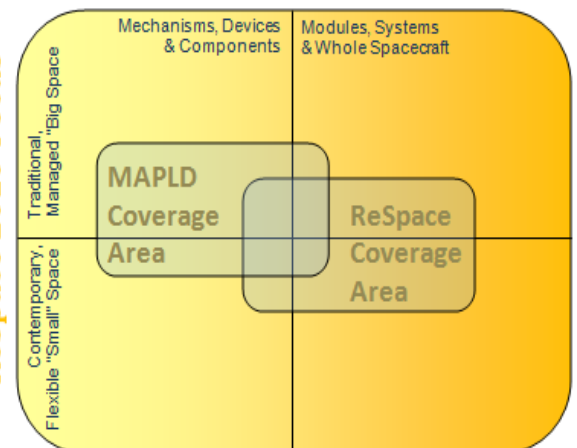 Mechanisms, Devices
& Components
Modules, Systems
& Whole Spacecraft
Traditional,
Managed "Big Space
MAPLD
Coverage
Area
ReSpace
Coverage
Area
Contemporary,
Flexible "Small" Space